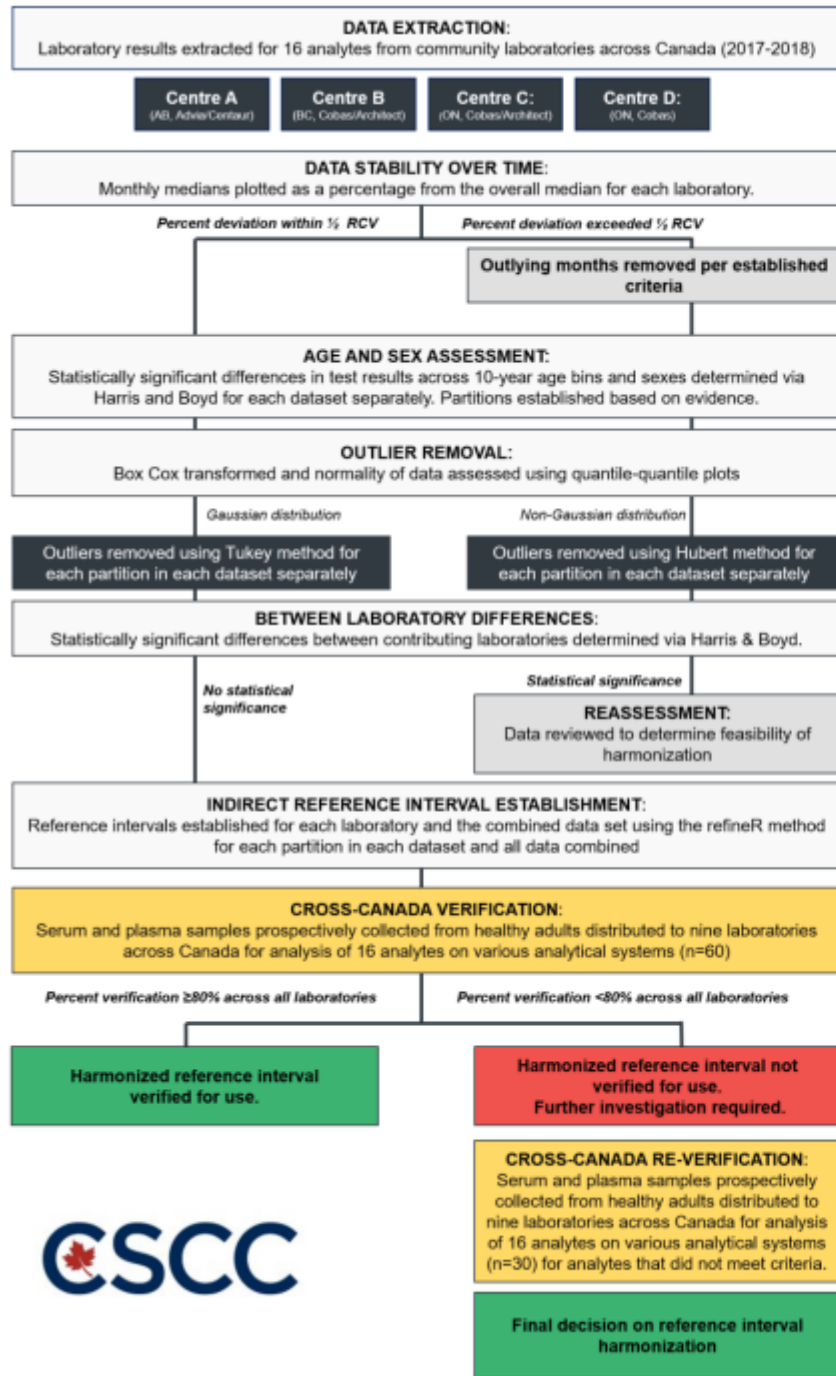 DATA EXTRACTION:
Laboratory results extracted for 16 analytes from community laboratories across Canada (2017-2018)
Centre A
(AB, Advia/Centaur)
Centre B
(BC, Cobas/Architect)
Centre C:
(ON, Cobas/Architect)
Centre D:
(ON, Cobas)
DATA STABILITY OVER TIME:
Monthly medians plotted as a percentage from the overall median for each laboratory.
Percent deviation within ½ RCV
Percent deviation exceeded ½ RCV
Outlying months removed per established
criteria
AGE AND SEX ASSESSMENT:
Statistically significant differences in test results across 10-year age bins and sexes determined via
Harris and Boyd for each dataset separately. Partitions established based on evidence.
OUTLIER REMOVAL:
Box Cox transformed and normality of data assessed using quantile-quantile plots
Gaussian distribution
Non-Gaussian distribution
Outliers removed using Tukey method for
each partition in each dataset separately
Outliers removed using Hubert method for
each partition in each dataset separately
BETWEEN LABORATORY DIFFERENCES:
Statistically significant differences between contributing laboratories determined via Harris & Boyd.
No statistical
significance
Statistical significance
REASSESSMENT:
Data reviewed to determine feasibility of
harmonization
INDIRECT REFERENCE INTERVAL ESTABLISHMENT:
Reference intervals established for each laboratory and the combined data set using the refineR method
for each partition in each dataset and all data combined
CROSS-CANADA VERIFICATION:
Serum and plasma samples prospectively collected from healthy adults distributed to nine laboratories
across Canada for analysis of 16 analytes on various analytical systems (n=60)
Percent verification ≥80% across all laboratories
Percent verification <80% across all laboratories
Harmonized reference interval
verified for use.
Harmonized reference interval not
verified for use.
Further investigation required.
CROSS-CANADA RE-VERIFICATION:
Serum and plasma samples prospectively
collected from healthy adults distributed to
nine laboratories across Canada for analysis
of 16 analytes on various analytical systems
(n=30) for analytes that did not meet criteria.
CSCC
Final decision on reference interval
harmonization